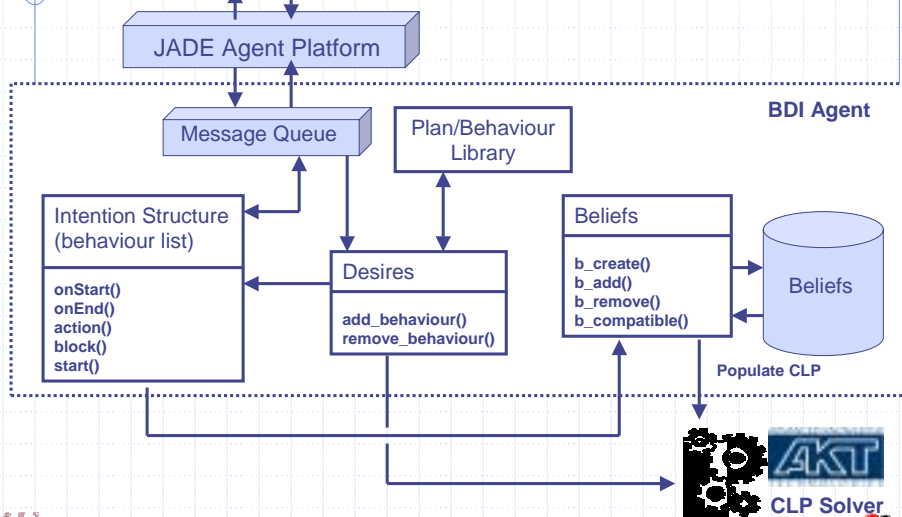 JADE Agent Platform
BDI Agent
Message Queue
Plan/Behaviour
Library
Intention Structure
(behaviour list)
onStart()
onEnd()
action()
block()
start()
Desires
add_behaviour()
remove_behaviour()
Beliefs
b_create()
b_add()
b_remove()
b_compatible()
Beliefs
Populate CLP
AKT
CLP Solver